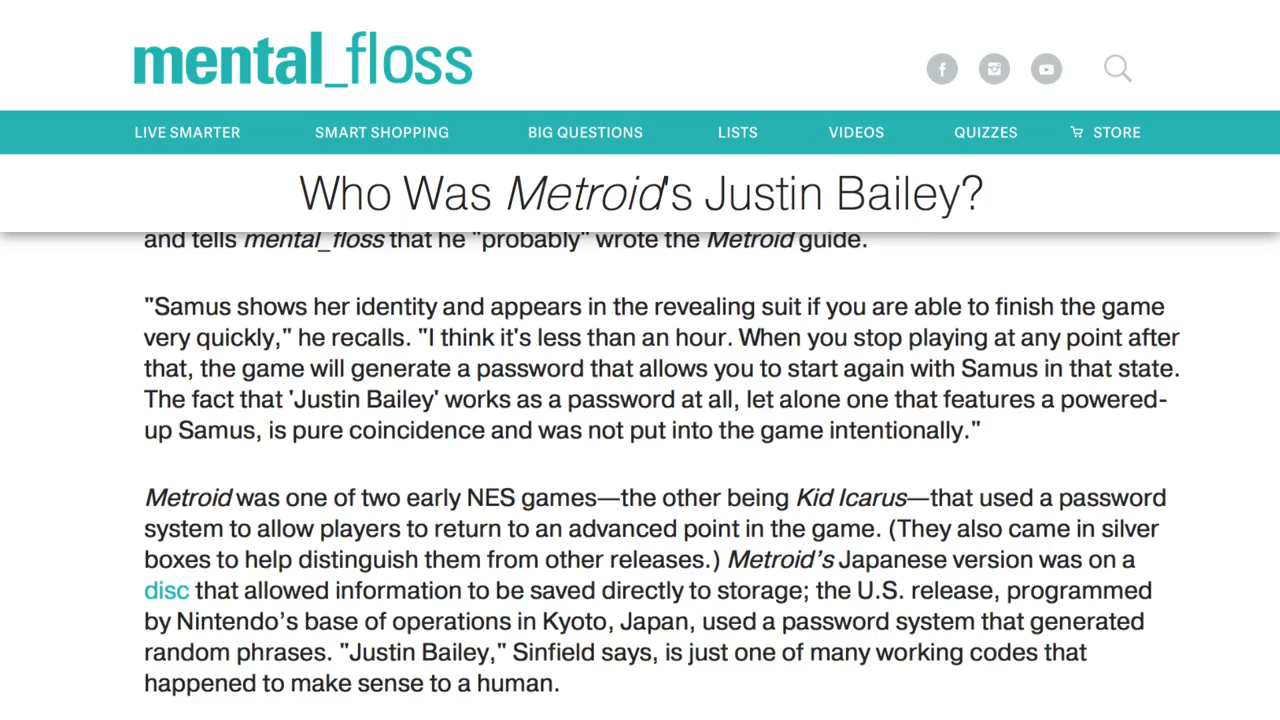 mental_floss
LIVE SMARTER SMART SHOPPING BIG QUESTIONS LISTS VIDEOS QUIZZES STORE
Who Was Metroid's Justin Bailey?
and tells mental_floss that he "probably" wrote the Metroid guide.
"Samus shows her identity and appears in the revealing suit if you are able to finish the game
very quickly," he recalls. "I think it's less than an hour. When you stop playing at any point after
that, the game will generate a password that allows you to start again with Samus in that state.
The fact that 'Justin Bailey' works as a password at all, let alone one that features a powered-
up Samus, is pure coincidence and was not put into the game intentionally."
Metroid was one of two early NES games—the other being Kid Icarus—that used a password
system to allow players to return to an advanced point in the game. (They also came in silver
boxes to help distinguish them from other releases.) Metroid’s Japanese version was on a
disc that allowed information to be saved directly to storage; the U.S. release, programmed
by Nintendo’s base of operations in Kyoto, Japan, used a password system that generated
random phrases. "Justin Bailey," Sinfield says, is just one of many working codes that
happened to make sense to a human.